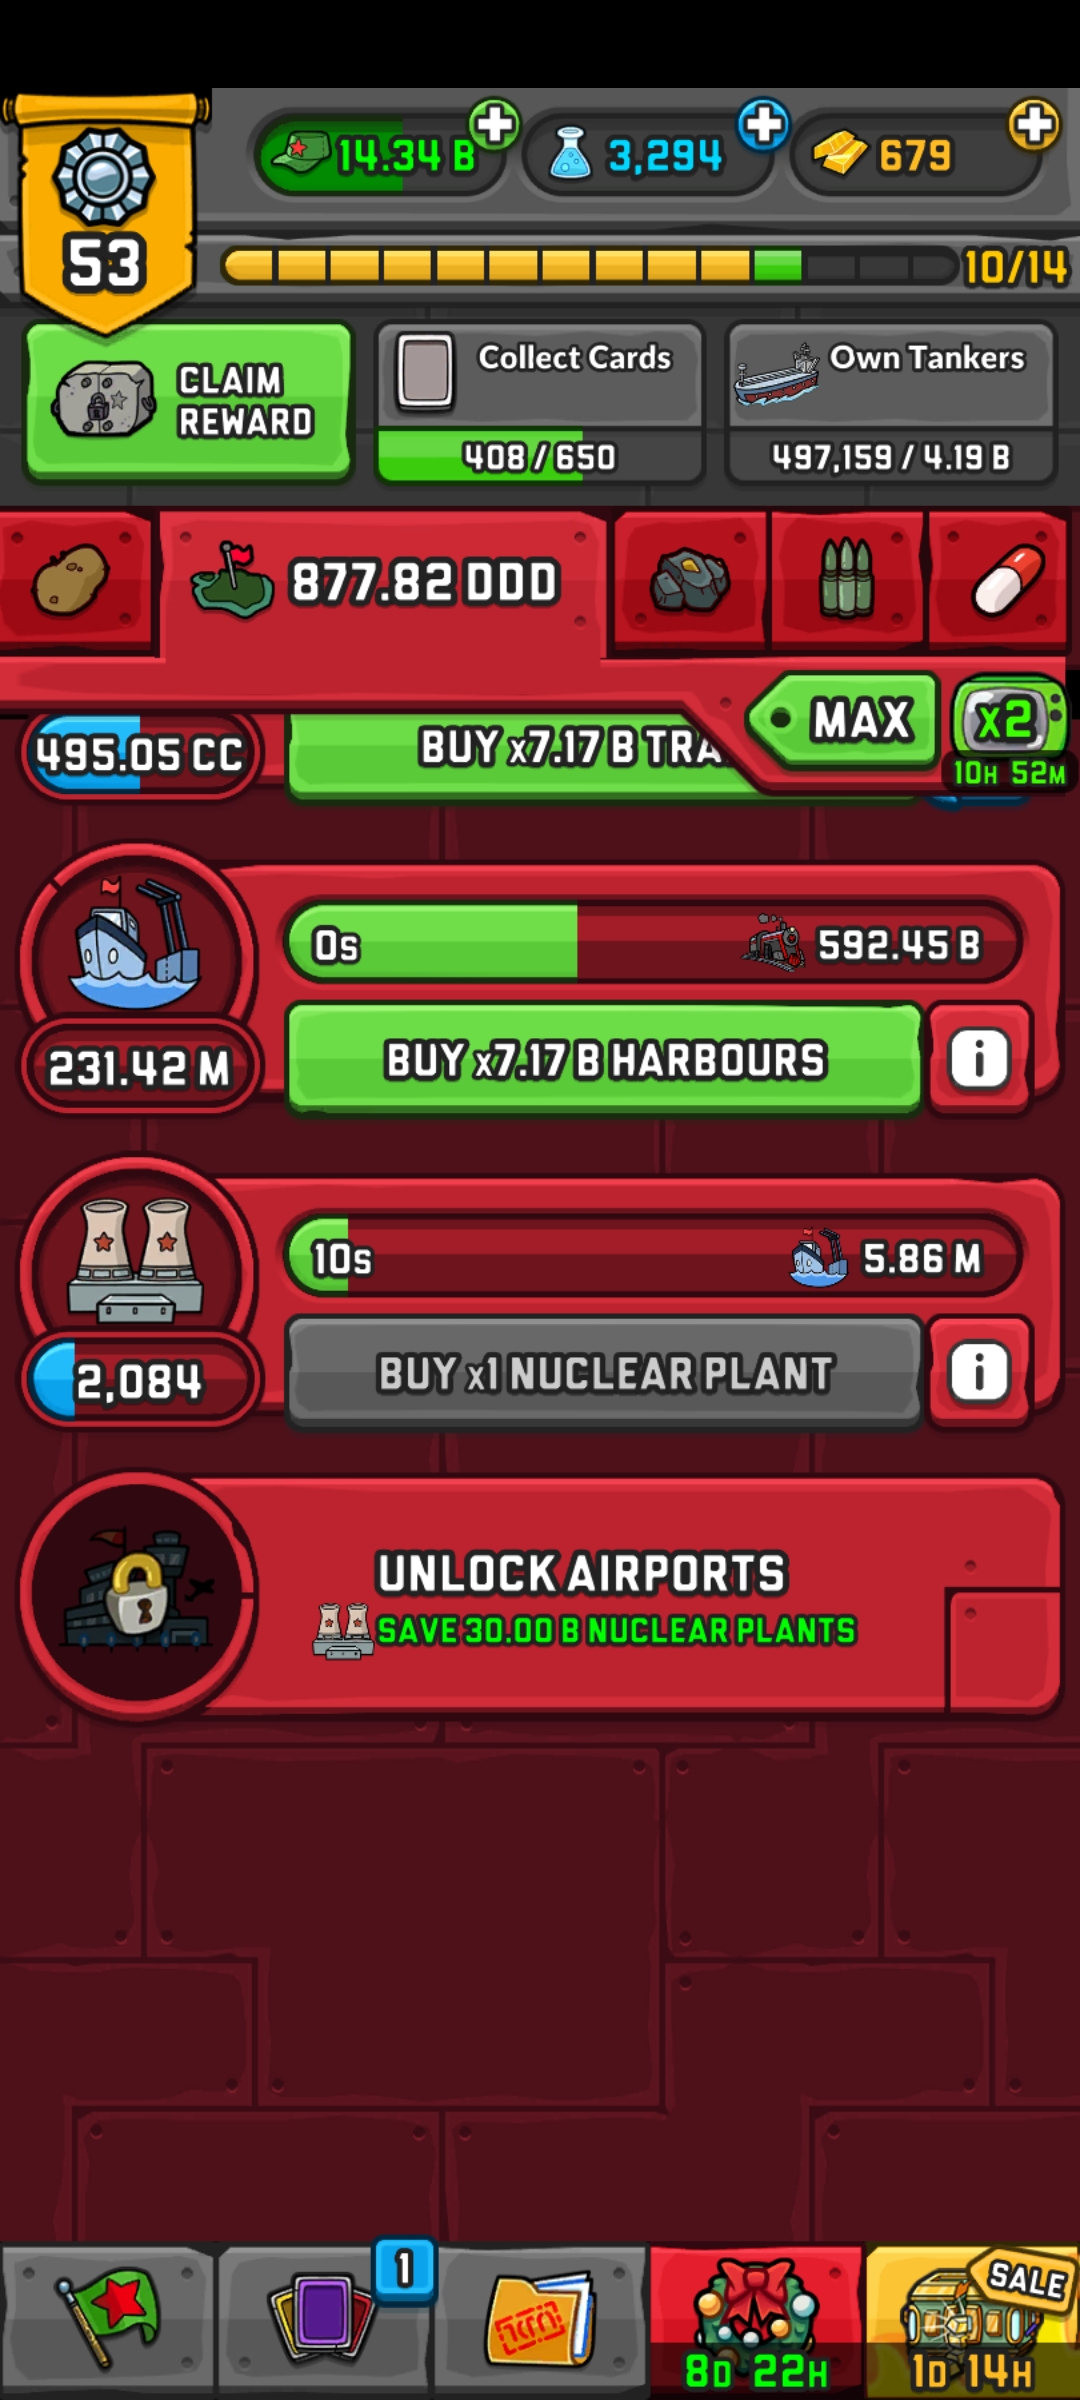 14.34 B
3,294
679
53
10/14
CLAIM
REWARD
Collect Cards
408 / 650
Own Tankers
497,159 / 4.19 B
877.82 DDD
MAX
x2
10H 52M
495.05 CC
BUY x7.17 B TRA
0s
592.45 B
231.42 M
BUY x7.17 B HARBOURS
i
10s
5.86 M
2,084
BUY x1 NUCLEAR PLANT
i
UNLOCK AIRPORTS
SAVE 30.00 B NUCLEAR PLANTS
1
8D 22H
SALE
1D 14H